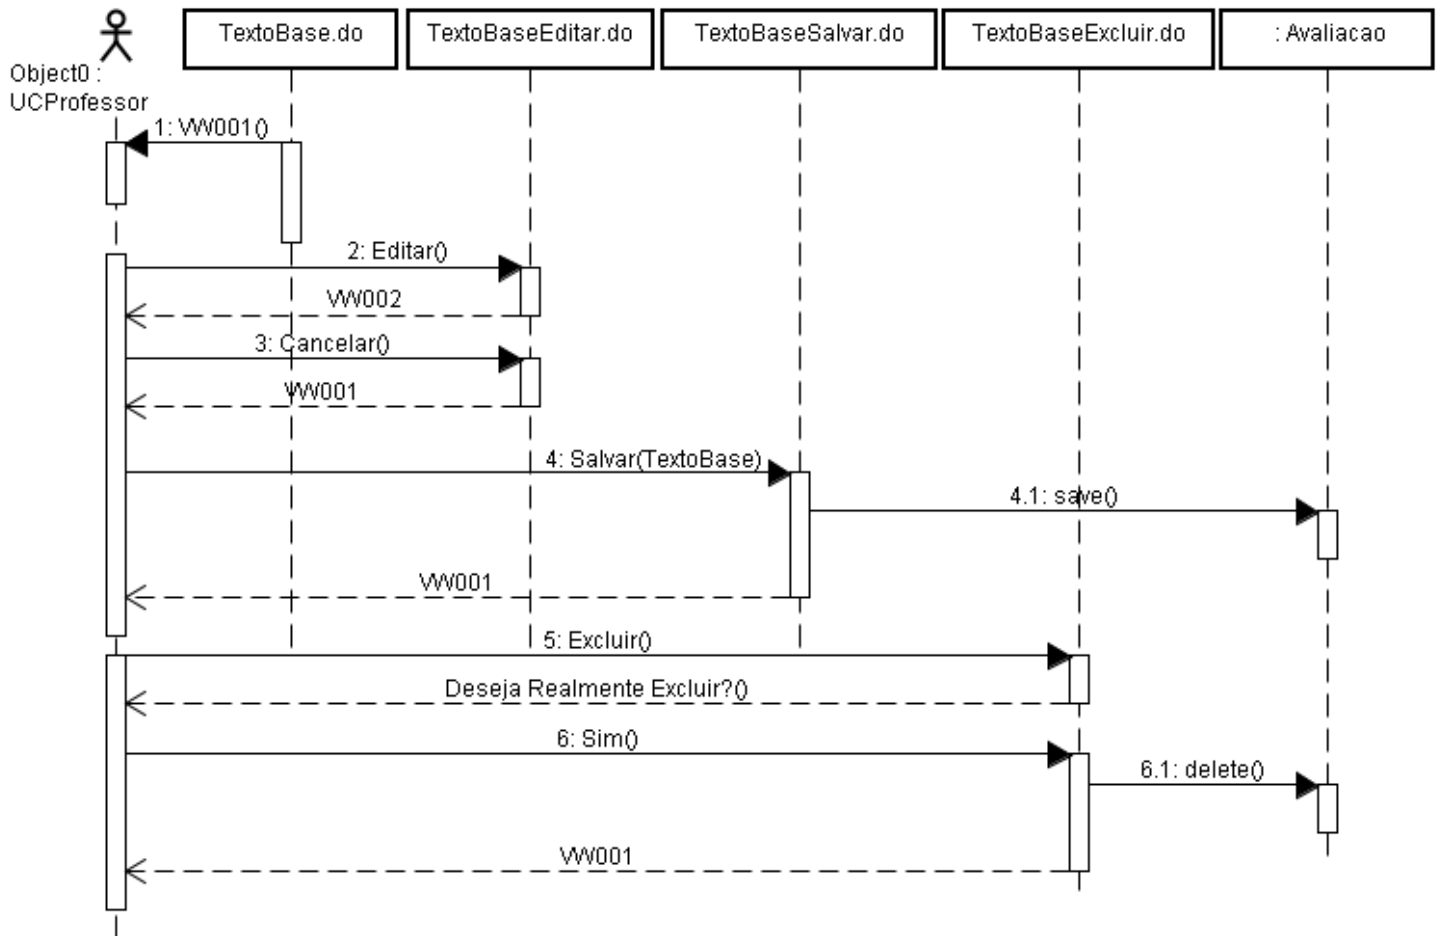 TextoBase.do
TextoBaseEditar.do
TextoBaseSalvar.do
TextoBaseExcluir.do
: Avaliacao
Object0 :
UCProfessor
1: VW001()
2: Editar()
VW002
3: Cancelar()
VW001
4: Salvar(TextoBase)
4.1: save()
VW001
5: Excluir()
Deseja Realmente Excluir?()
6: Sim()
6.1: delete()
VW001